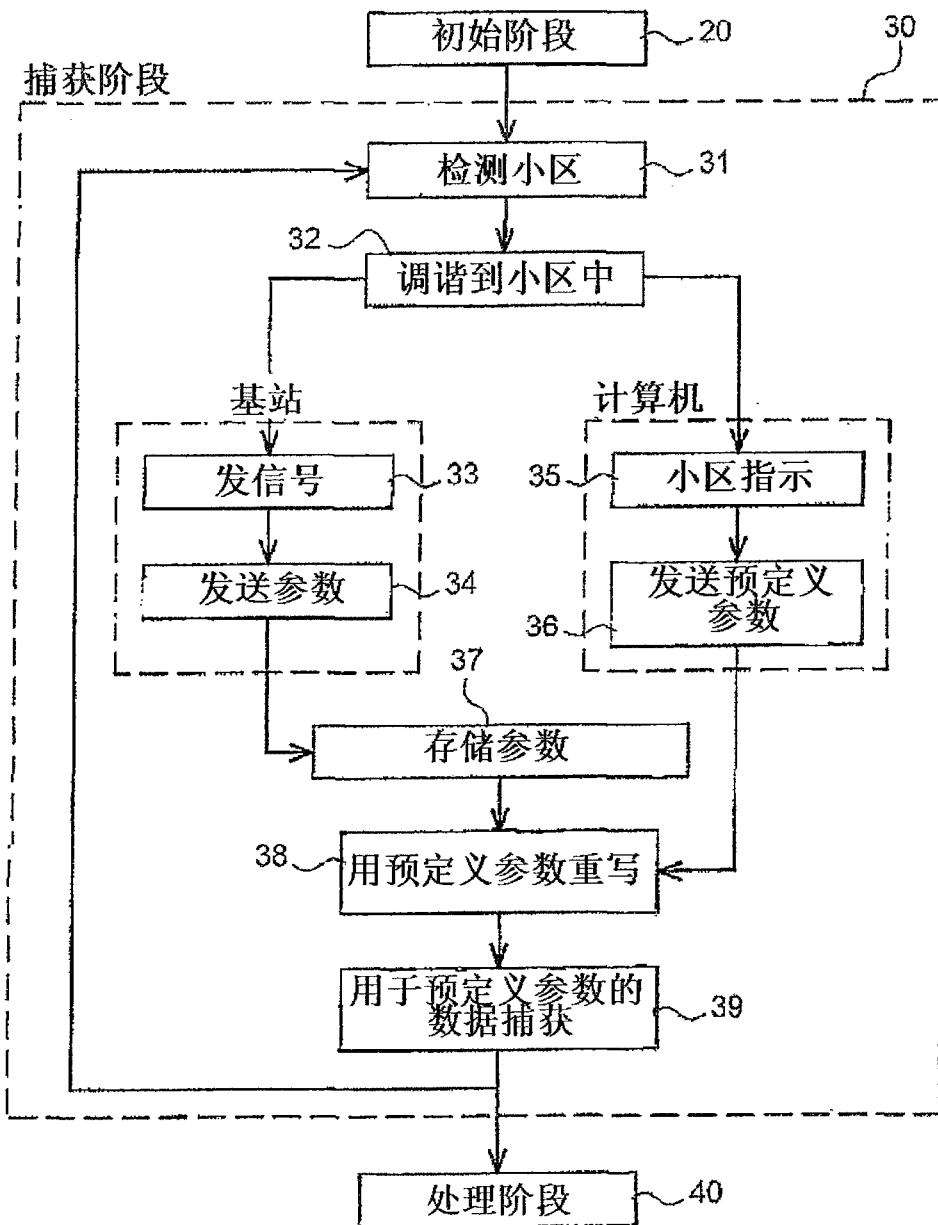 初始阶段
20
30
捕获阶段
检测小区
31
32
调谐到小区中
基站
计算机
发信号
33
35
小区指示
发送参数
34
发送预定义
参数
36
37
存储参数
38
用预定义参数重写
用于预定义参数的
数据捕获
39
处理阶段
40